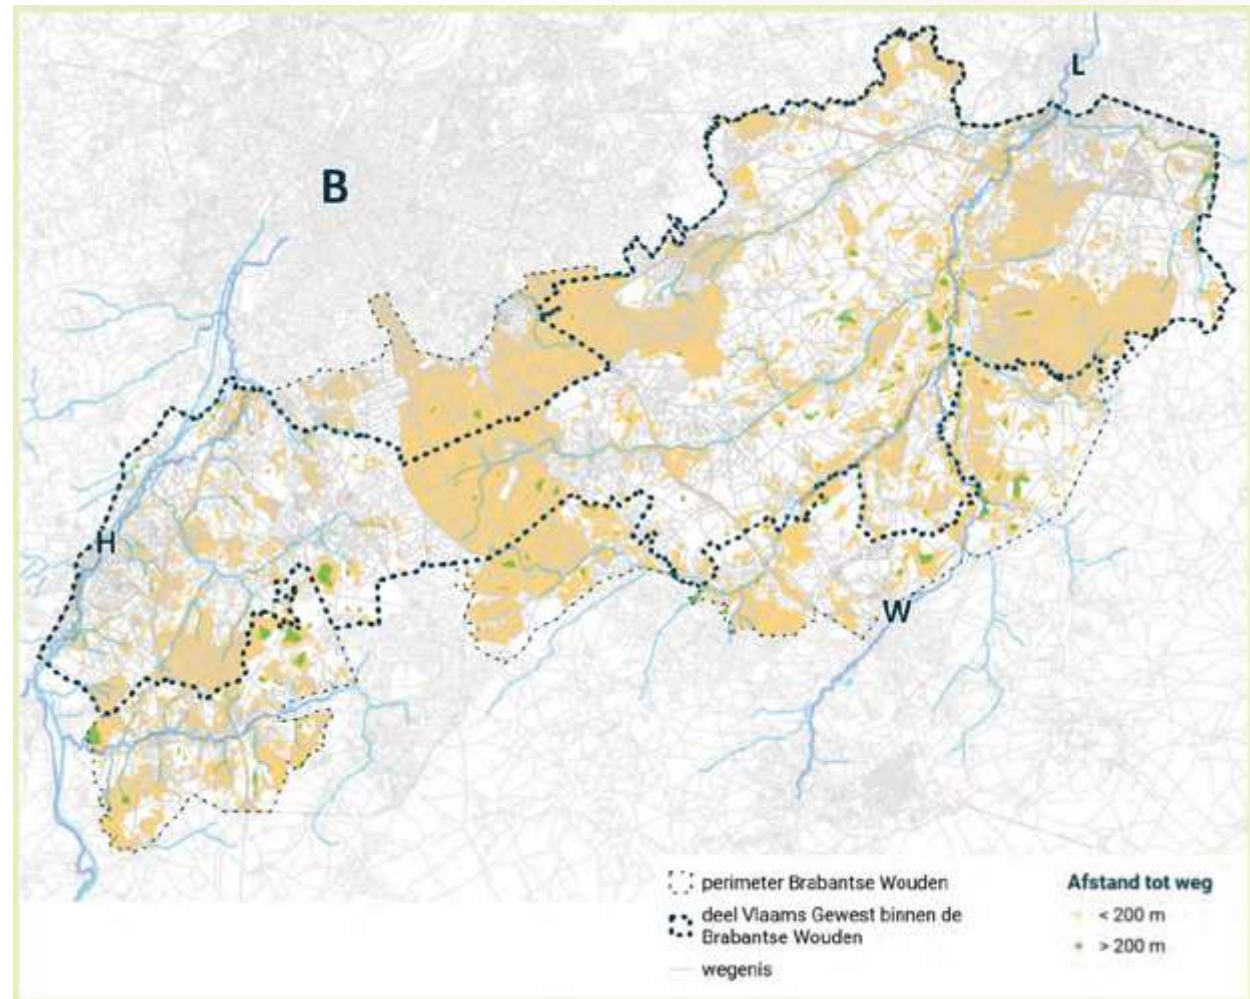 L
B
H
W
perimeter Brabantse Wouden
deel Vlaams Gewest binnen de
Brabantse Wouden
wegenis
Afstand tot weg
< 200 m
> 200 m